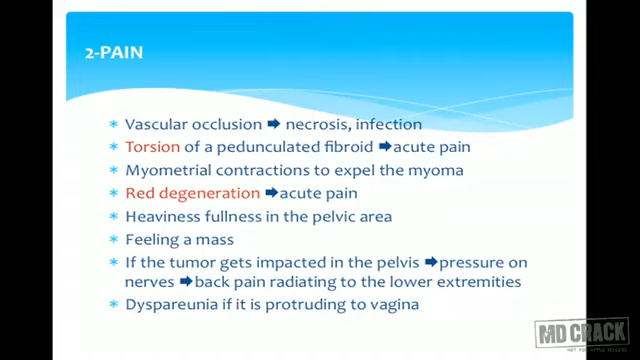 2-PAIN
* Vascular occlusion ➡ necrosis, infection
* Torsion of a pedunculated fibroid ➡acute pain
* Myometrial contractions to expel the myoma
* Red degeneration ➡acute pain
* Heaviness fullness in the pelvic area
* Feeling a mass
* If the tumor gets impacted in the pelvis ➡pressure on
nerves ➡back pain radiating to the lower extremities
* Dyspareunia if it is protruding to vagina
MD CRACK